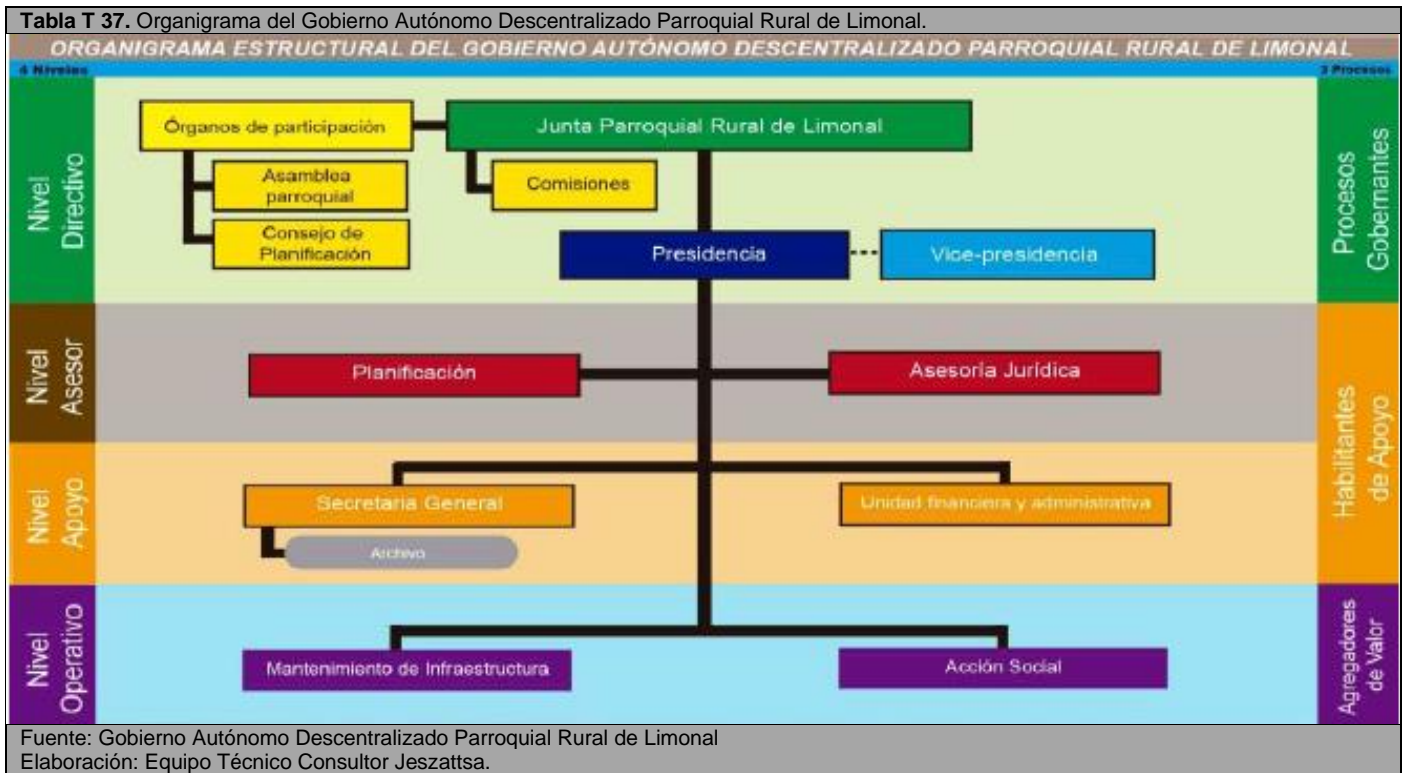 Tabla T 37. Organigrama del Gobierno Autónomo Descentralizado Parroquial Rural de Limonal.
ORGANIGRAMA ESTRUCTURAL DEL GOBIERNO AUTÓNOMO DESCENTRALIZADO PARROQUIAL RURAL DE LIMONAL
4 Niveles
3 Procesos
Nivel
Directivo
Órganos de participación
Junta Parroquial Rural de Limonal
Asamblea
parroquial
Comisiones
Consejo de
Planificación
Presidencia
Vice-presidencia
Procesos
Gobernantes
Nivel
Asesor
Planificación
Asesoría Jurídica
Habilitantes
de Apoyo
Nivel
Apoyo
Secretaria General
Unidad financiera y administrativa
Archivo
Nivel
Operativo
Mantenimiento de Infraestructura
Acción Social
Agregadores
de Valor
Fuente: Gobierno Autónomo Descentralizado Parroquial Rural de Limonal
Elaboración: Equipo Técnico Consultor Jeszattsa.